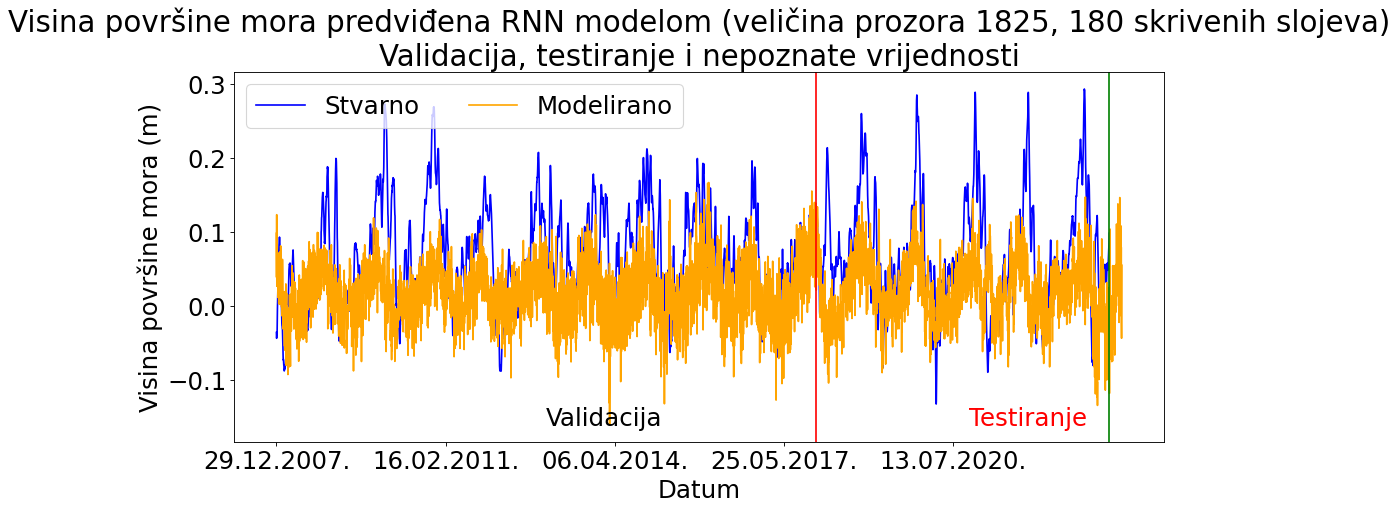 Visina površine mora predviđena RNN modelom (veličina prozora 1825, 180 skrivenih slojeva)
Validacija, testiranje i nepoznate vrijednosti
Stvarno Modelirano
Visina površine mora (m)
0.3
0.2
0.1
0.0
−0.1
Validacija
Testiranje
29.12.2007. 16.02.2011. 06.04.2014. 25.05.2017. 13.07.2020.
Datum